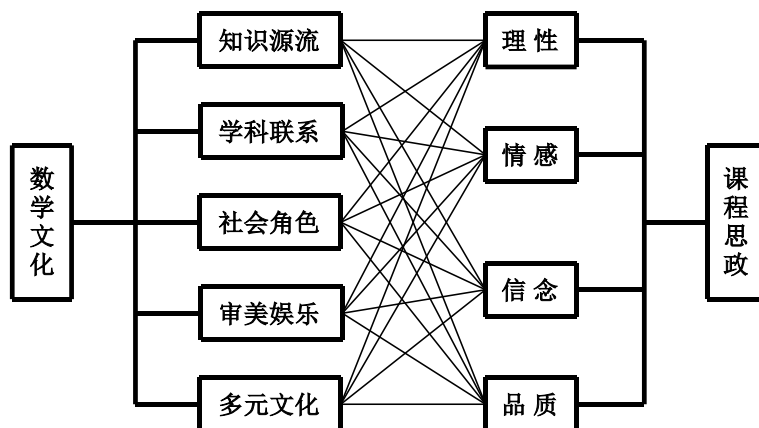 数学文化
知识源流
学科联系
社会角色
审美娱乐
多元文化
理性
情感
信念
品质
课程思政